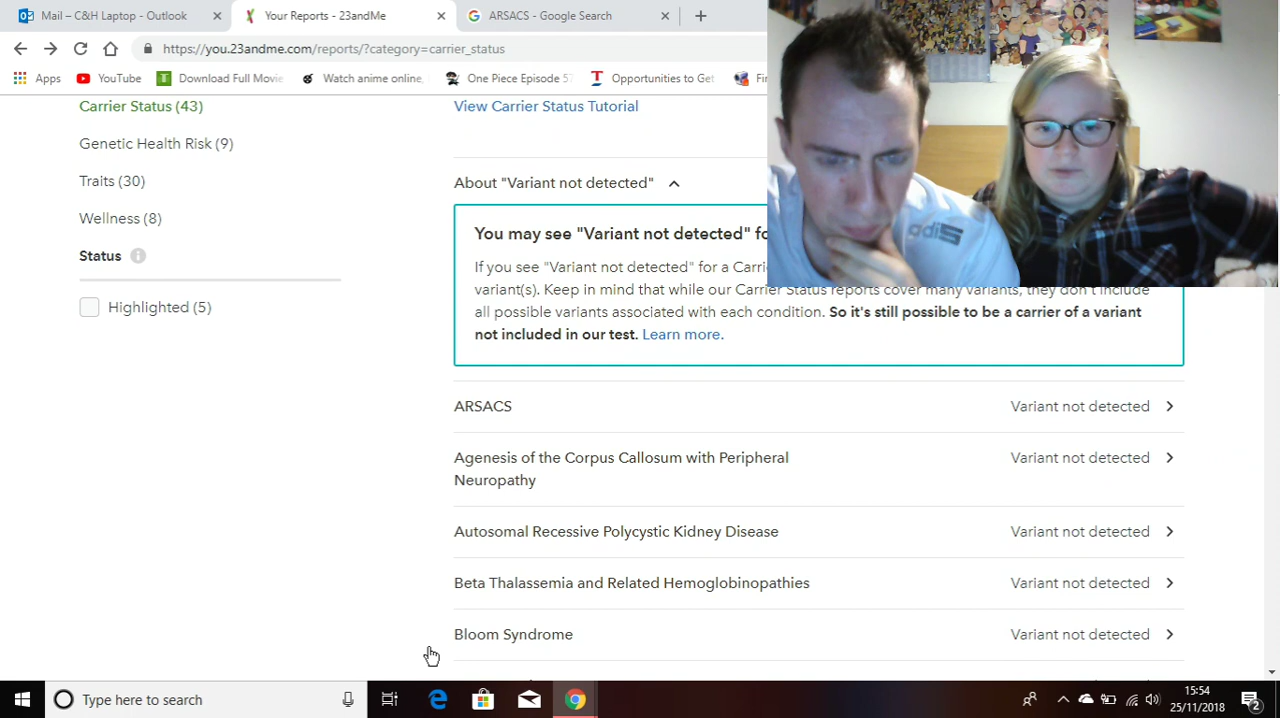 Mail – C&H Laptop - Outlook
Your Reports - 23andMe
ARSACS - Google Search
https://you.23andme.com/reports/?category=carrier_status
Apps
YouTube
Download Full Movie
Watch anime online,
One Piece Episode 57
Opportunities to Get
Carrier Status (43)
Genetic Health Risk (9)
Traits (30)
Wellness (8)
Status
Highlighted (5)
View Carrier Status Tutorial
About "Variant not detected"
You may see "Variant not detected"
If you see "Variant not detected" for a
variant(s). Keep in mind that while our Carrier Status reports cover many variants, they don't include
all possible variants associated with each condition. So it's still possible to be a carrier of a variant
not included in our test. Learn more.
ARSACS Variant not detected
Agenesis of the Corpus Callosum with Peripheral
Neuropathy
Variant not detected
Autosomal Recessive Polycystic Kidney Disease Variant not detected
Beta Thalassemia and Related Hemoglobinopathies Variant not detected
Bloom Syndrome Variant not detected
adi
Type here to search
15:54
25/11/2018
2